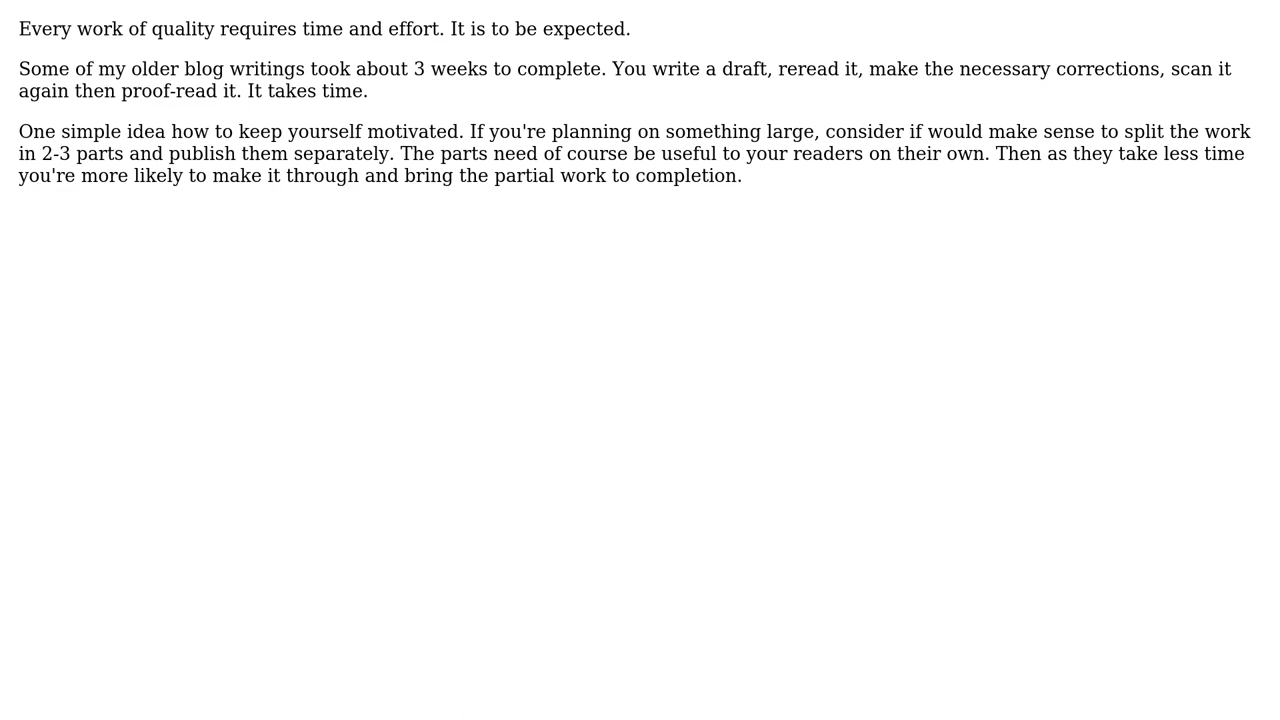 Every work of quality requires time and effort. It is to be expected.
Some of my older blog writings took about 3 weeks to complete. You write a draft, reread it, make the necessary corrections, scan it
again then proof-read it. It takes time.
One simple idea how to keep yourself motivated. If you're planning on something large, consider if would make sense to split the work
in 2-3 parts and publish them separately. The parts need of course be useful to your readers on their own. Then as they take less time
you're more likely to make it through and bring the partial work to completion.